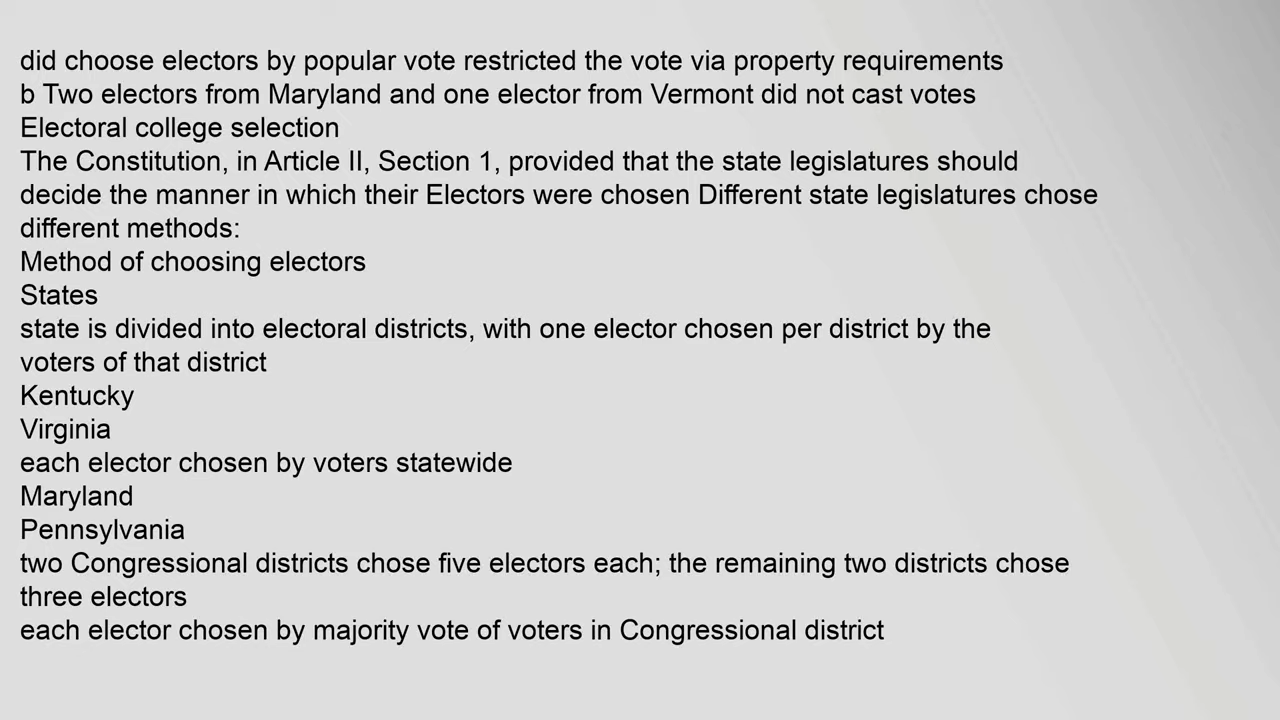 did choose electors by popular vote restricted the vote via property requirements
b Two electors from Maryland and one elector from Vermont did not cast votes
Electoral college selection
The Constitution, in Article II, Section 1, provided that the state legislatures should
decide the manner in which their Electors were chosen Different state legislatures chose
different methods:
Method of choosing electors
States
state is divided into electoral districts, with one elector chosen per district by the
voters of that district
Kentucky
Virginia
each elector chosen by voters statewide
Maryland
Pennsylvania
two Congressional districts chose five electors each; the remaining two districts chose
three electors
each elector chosen by majority vote of voters in Congressional district